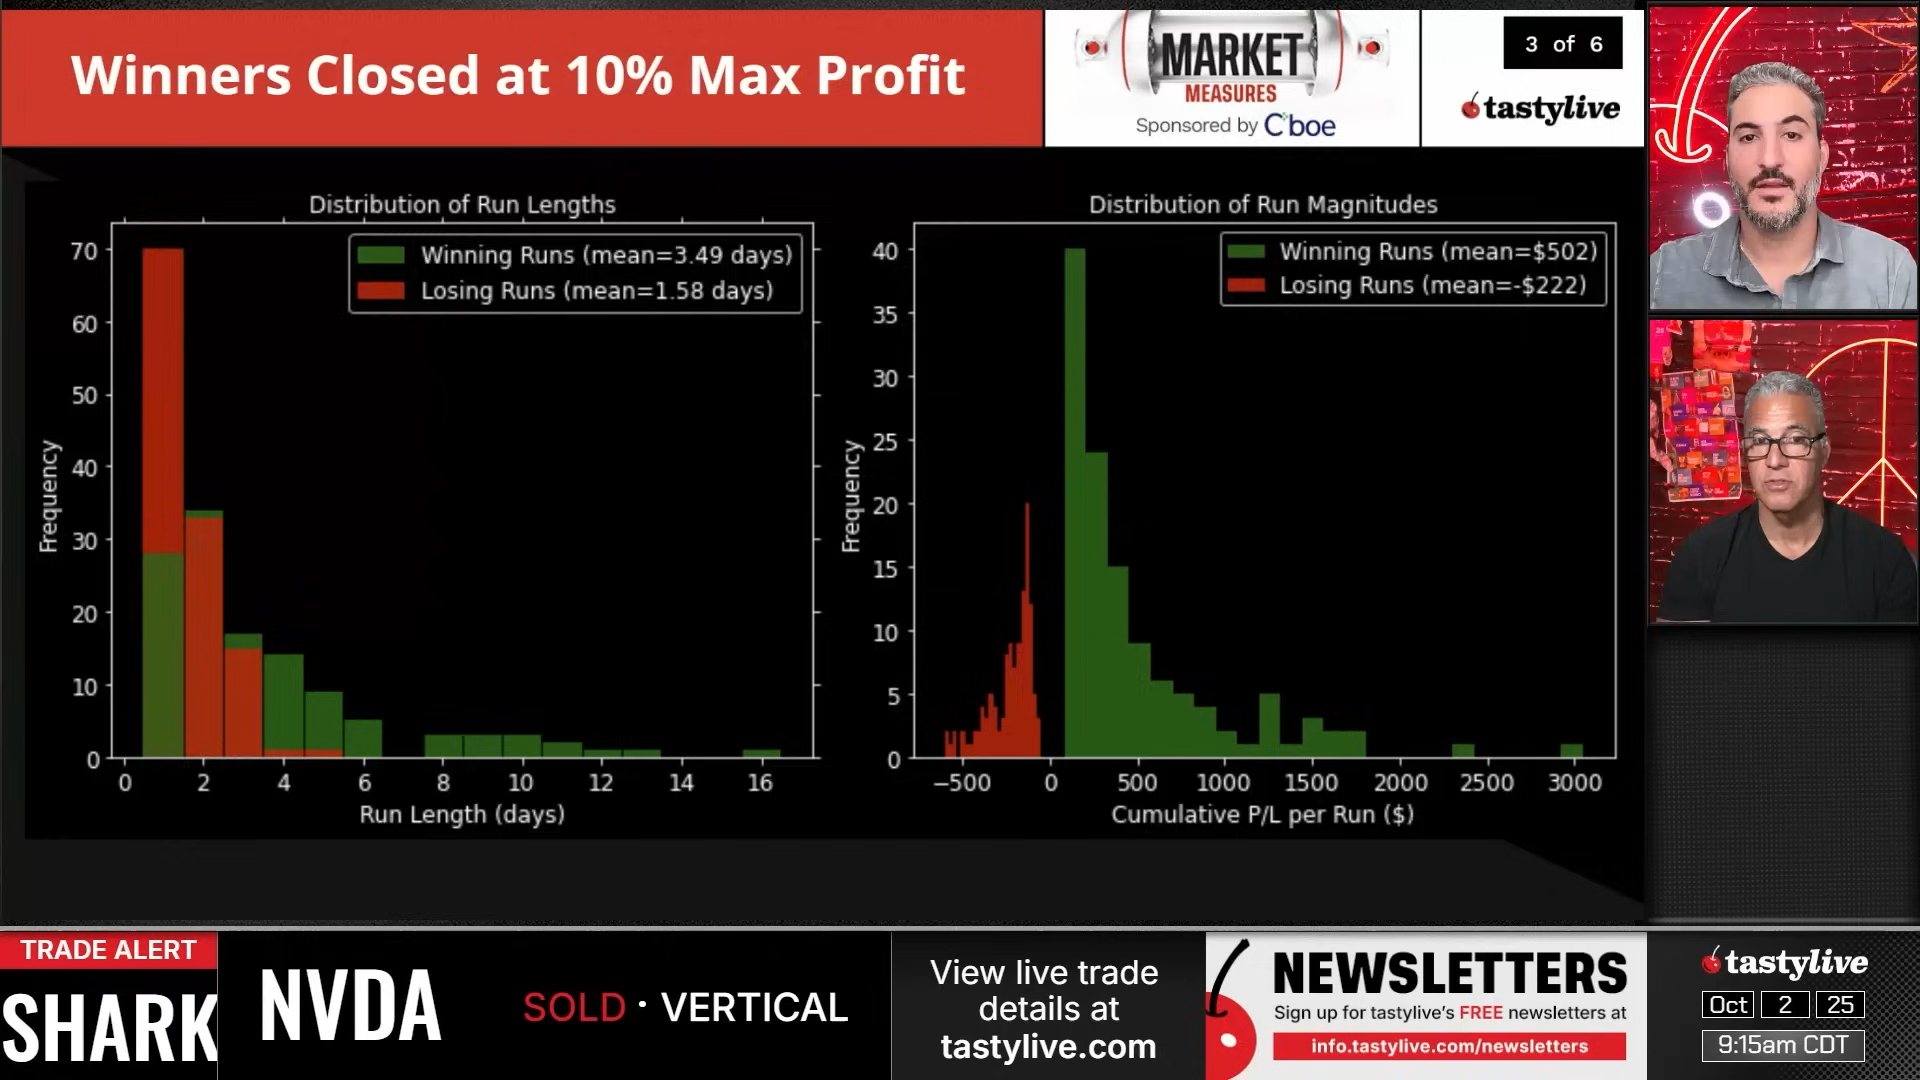 Winners Closed at 10% Max Profit
MARKET
MEASURES
Sponsored by Cboe
3 of 6
tastylive
Distribution of Run Lengths
Winning Runs (mean=3.49 days)
Losing Runs (mean=1.58 days)
70
60
50
40
30
20
10
0
Frequency
0 2 4 6 8 10 12 14 16
Run Length (days)
Distribution of Run Magnitudes
Winning Runs (mean=$502)
Losing Runs (mean=-$222)
40
35
30
25
20
15
10
5
0
Frequency
−500 0 500 1000 1500 2000 2500 3000
Cumulative P/L per Run ($)
TRADE ALERT
SHARK
NVDA
SOLD · VERTICAL
View live trade
details at
tastylive.com
NEWSLETTERS
Sign up for tastylive's FREE newsletters at
info.tastylive.com/newsletters
tastylive
Oct 2 25
9:15am CDT